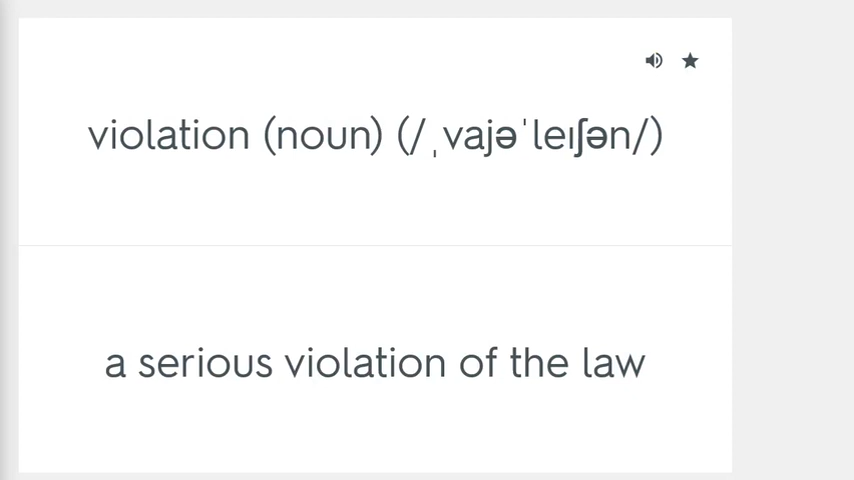 violation (noun) (/ˌvajəˈleɪʃən/)
a serious violation of the law